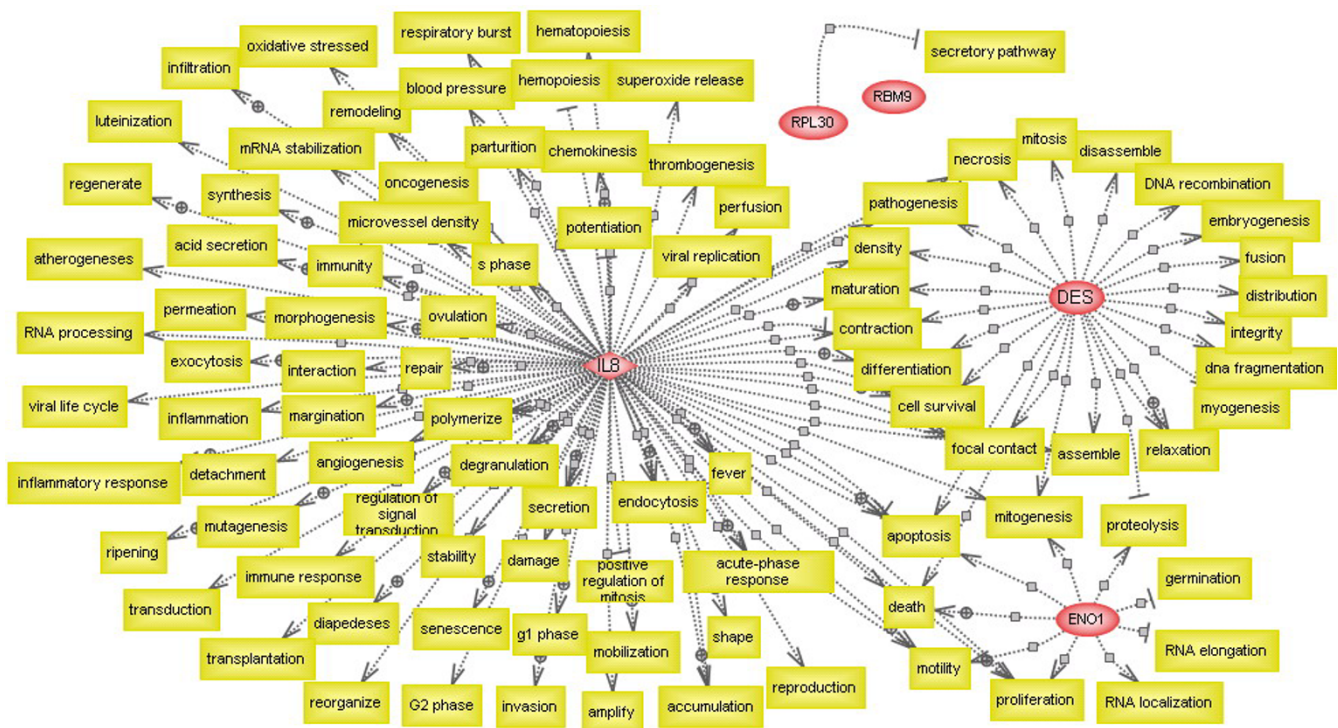 respiratory burst
hematopoiesis
oxidative stressed
secretory pathway
infiltration
blood pressure
hemopoiesis
superoxide release
RBM9
RPL30
remodeling
luteinization
mRNA stabilization
parturition
chemokinesis
thrombogenesis
necrosis
mitosis
disassemble
regenerate
synthesis
oncogenesis
microvessel density
perfusion
pathogenesis
DNA recombination
embryogenesis
acid secretion
potentiation
density
atherogeneses
immunity
s phase
viral replication
fusion
maturation
DES
distribution
permeation
morphogenesis
ovulation
contraction
integrity
RNA processing
exocytosis
interaction
repair
IL8
differentiation
dna fragmentation
viral life cycle
inflammation
margination
polymerize
cell survival
myogenesis
inflammatory response
detachment
angiogenesis
degranulation
fever
focal contact
assemble
relaxation
regulation of
signal
transduction
secretion
endocytosis
mutagenesis
mitogenesis
proteolysis
ripening
stability
damage
apoptosis
immune response
positive
regulation of
mitosis
acute-phase
response
germination
transduction
diapedeses
senescence
g1 phase
shape
death
ENO1
transplantation
mobilization
motility
RNA elongation
reorganize
G2 phase
invasion
amplify
accumulation
reproduction
proliferation
RNA localization